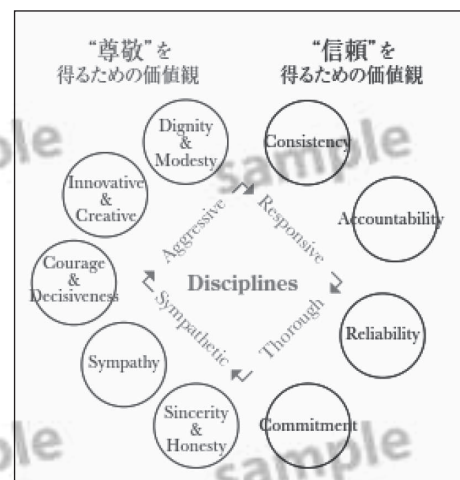 “尊敬”を
得るための価値観
“信頼”を
得るための価値観
Dignity
&
Modesty
Consistency
Innovative
&
Creative
Accountability
Courage
&
Decisiveness
Reliability
Sympathy
Commitment
Sincerity
&
Honesty
Aggressive
Responsive
Disciplines
Sympathetic
Thorough
sample
sample
sample
ple
ple